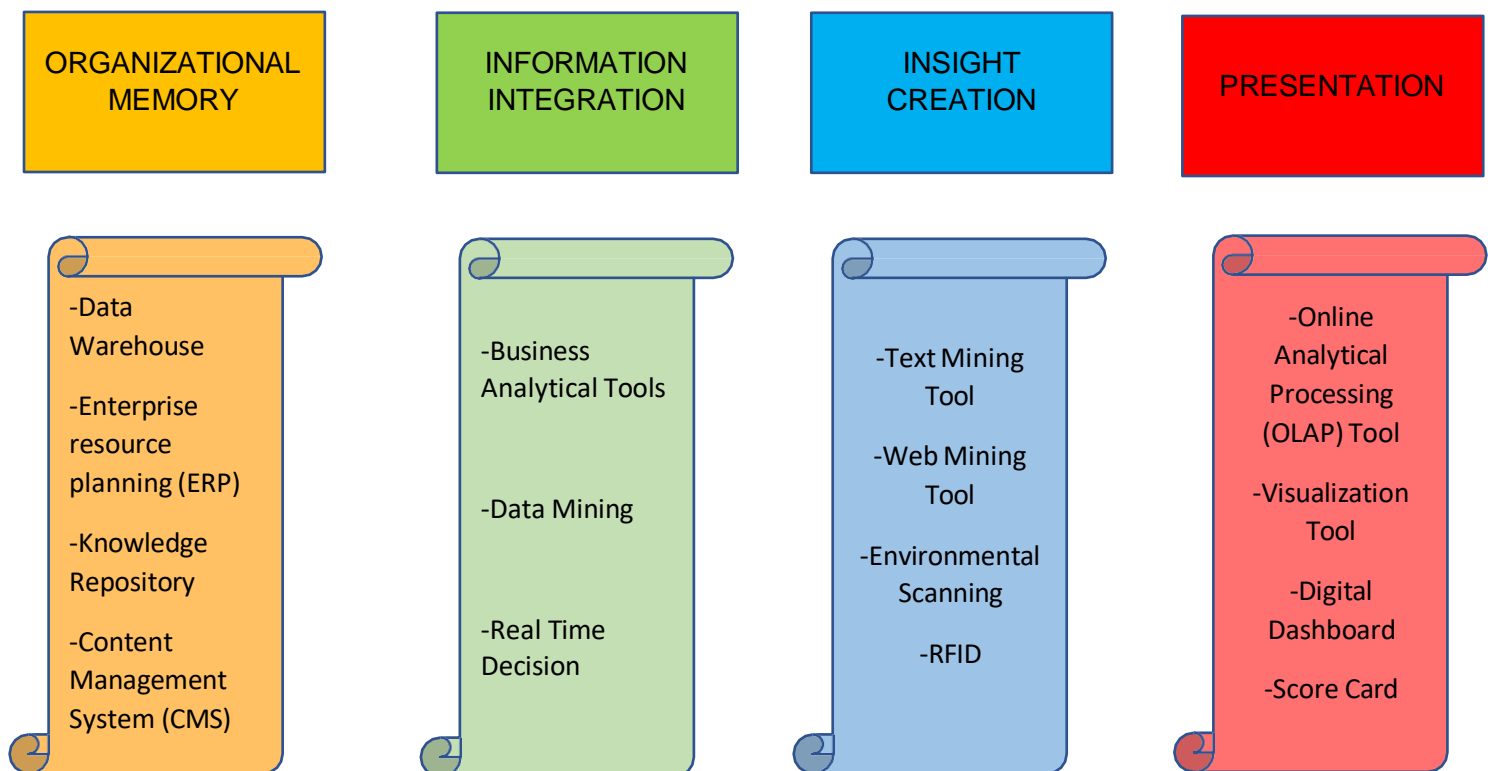 ORGANIZATIONAL
MEMORY
INFORMATION
INTEGRATION
INSIGHT
CREATION
PRESENTATION
-Data
Warehouse
-Enterprise
resource
planning (ERP)
-Knowledge
Repository
-Content
Management
System (CMS)
-Business
Analytical Tools
-Data Mining
-Real Time
Decision
-Text Mining
Tool
-Web Mining
Tool
-Environmental
Scanning
-RFID
-Online
Analytical
Processing
(OLAP) Tool
-Visualization
Tool
-Digital
Dashboard
-Score Card